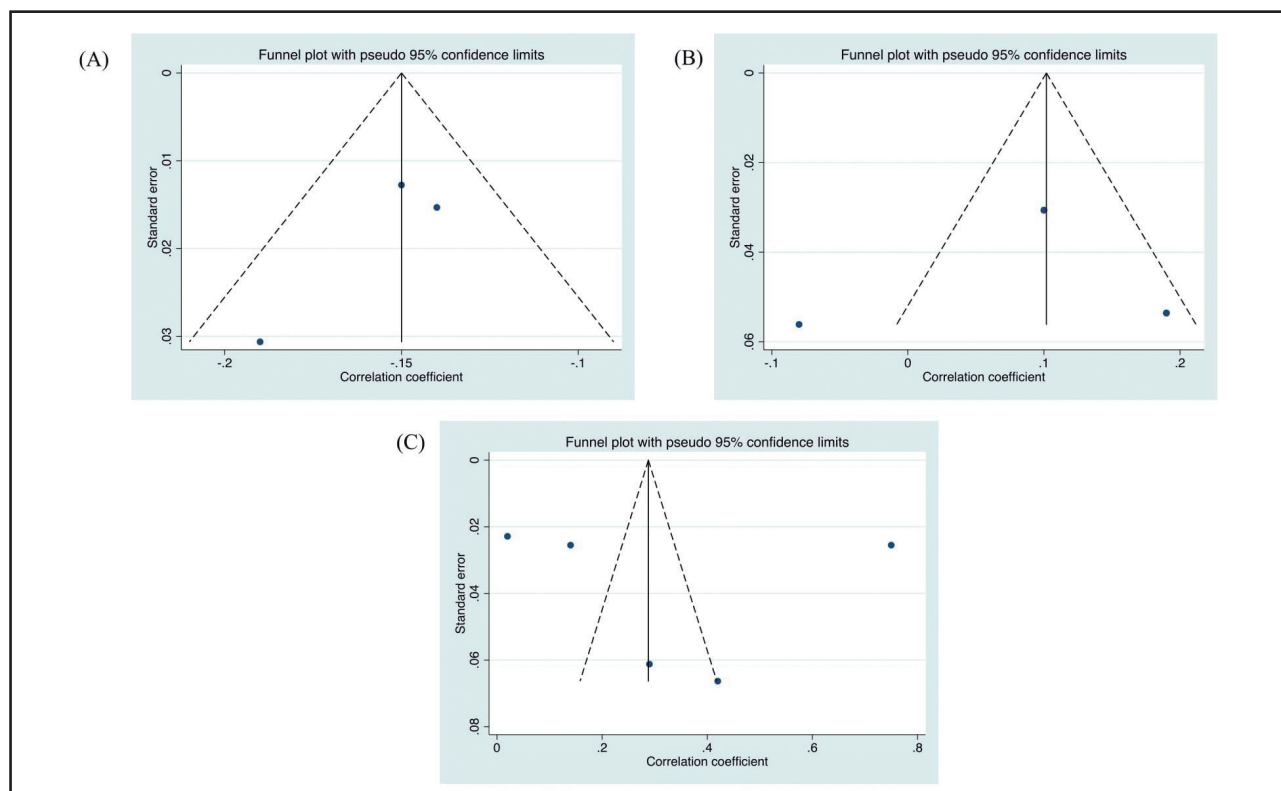 (A)
Funnel plot with pseudo 95% confidence limits
0
.01
.02
.03
Standard error
-.2
-.15
-.1
Correlation coefficient
(B)
Funnel plot with pseudo 95% confidence limits
0
.02
.04
.06
Standard error
-.1
0
.1
.2
Correlation coefficient
(C)
Funnel plot with pseudo 95% confidence limits
0
.02
.04
.06
.08
Standard error
0
.2
.4
.6
.8
Correlation coefficient